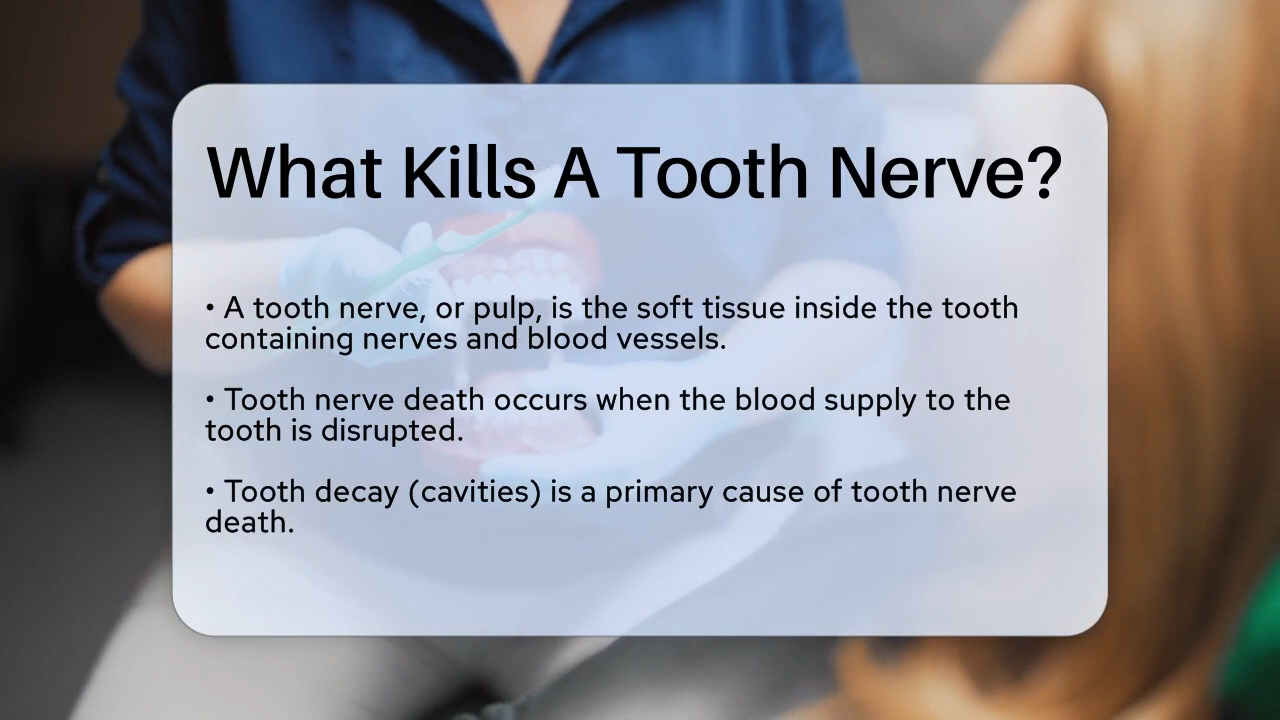 What Kills A Tooth Nerve?
• A tooth nerve, or pulp, is the soft tissue inside the tooth
containing nerves and blood vessels.
• Tooth nerve death occurs when the blood supply to the
tooth is disrupted.
• Tooth decay (cavities) is a primary cause of tooth nerve
death.